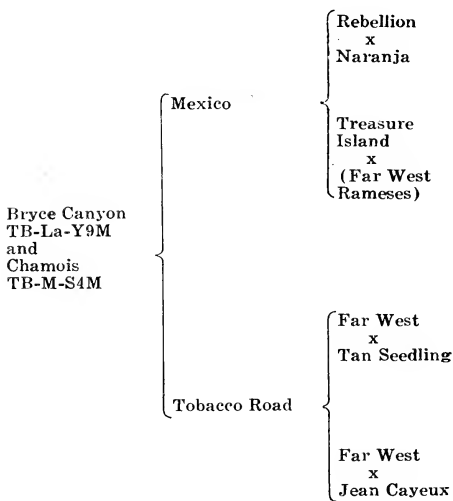 Rebellion
x
Naranja
Mexico
Treasure
Island
x
(Far West
Rameses)
Bryce Canyon
TB-La-Y9M
and
Chamois
TB-M-S4M
Far West
x
Tan Seedling
Tobacco Road
Far West
x
Jean Cayeux